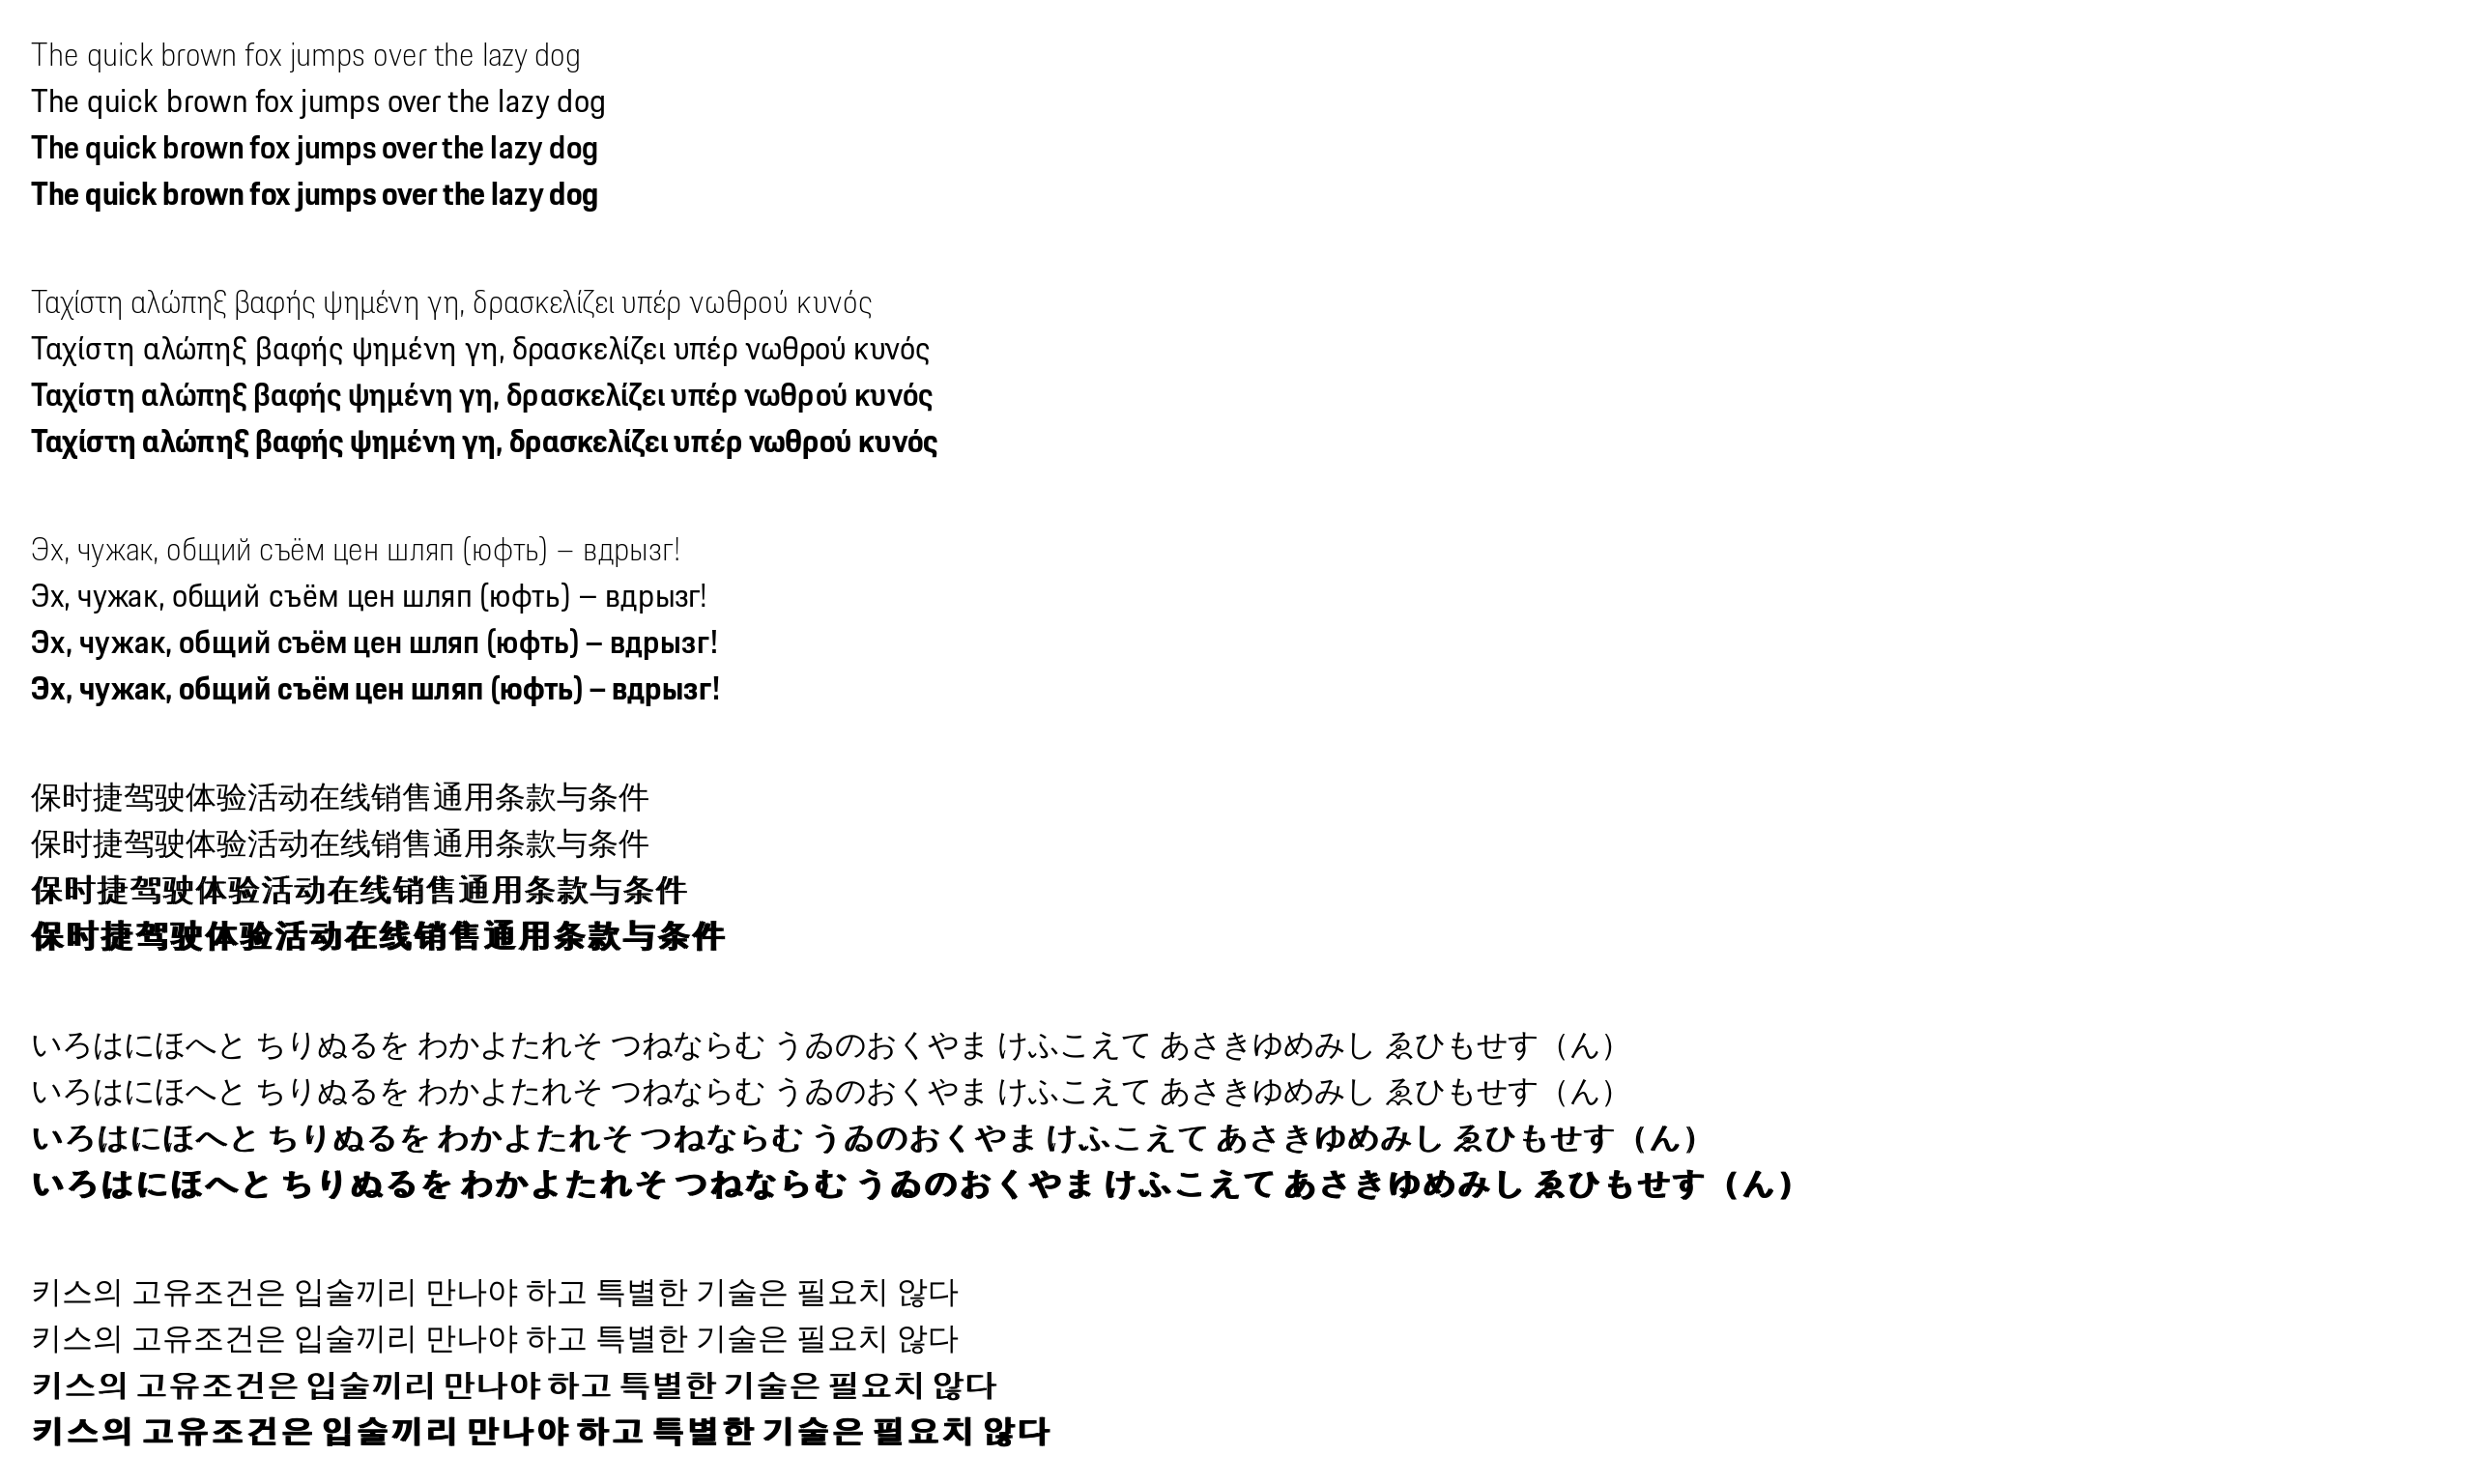 The quick brown fox jumps over the lazy dog
The quick brown fox jumps over the lazy dog
The quick brown fox jumps over the lazy dog
The quick brown fox jumps over the lazy dog
Ταχίστη αλώπηξ βαφής ψημένη γη, δρασκελίζει υπέρ νωθρού κυνός
Ταχίστη αλώπηξ βαφής ψημένη γη, δρασκελίζει υπέρ νωθρού κυνός
Ταχίστη αλώπηξ βαφής ψημένη γη, δρασκελίζει υπέρ νωθρού κυνός
Ταχίστη αλώπηξ βαφής ψημένη γη, δρασκελίζει υπέρ νωθρού κυνός
Эх, чужак, общий съём цен шляп (юфть) – вдрызг!
Эх, чужак, общий съём цен шляп (юфть) – вдрызг!
Эх, чужак, общий съём цен шляп (юфть) – вдрызг!
Эх, чужак, общий съём цен шляп (юфть) – вдрызг!
保时捷驾驶体验活动在线销售通用条款与条件
保时捷驾驶体验活动在线销售通用条款与条件
保时捷驾驶体验活动在线销售通用条款与条件
保时捷驾驶体验活动在线销售通用条款与条件
いろはにほへと ちりぬるを わかよたれそ つねならむ うゐのおくやま けふこえて あさきゆめみし ゑひもせす（ん）
いろはにほへと ちりぬるを わかよたれそ つねならむ うゐのおくやま けふこえて あさきゆめみし ゑひもせす（ん）
いろはにほへと ちりぬるを わかよたれそ つねならむ うゐのおくやま けふこえて あさきゆめみし ゑひもせす（ん）
いろはにほへと ちりぬるを わかよたれそ つねならむ うゐのおくやま けふこえて あさきゆめみし ゑひもせす（ん）
키스의 고유조건은 입술끼리 만나야 하고 특별한 기술은 필요치 않다
키스의 고유조건은 입술끼리 만나야 하고 특별한 기술은 필요치 않다
키스의 고유조건은 입술끼리 만나야 하고 특별한 기술은 필요치 않다
키스의 고유조건은 입술끼리 만나야 하고 특별한 기술은 필요치 않다